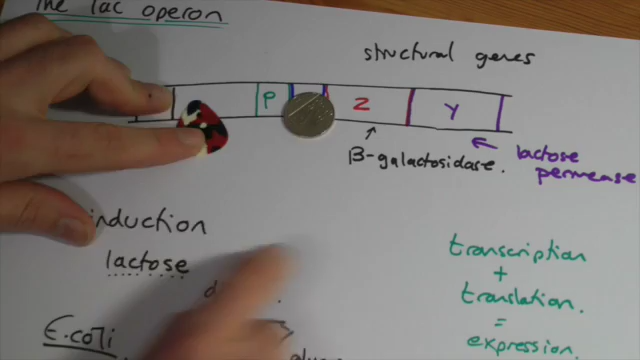 The lac operon
structural genes
P
Z
Y
β-galactosidase.
lactose
permease
induction
lactose
E.coli
transcription
+
translation.
=
expression.